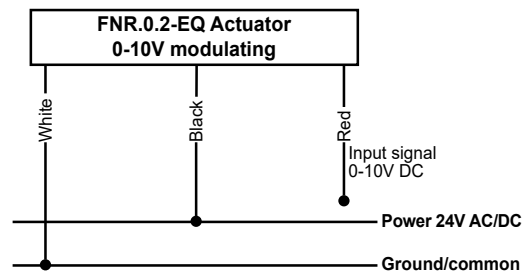 FNR.0.2-EQ Actuator
0-10V modulating
White
Black
Red
Input signal
0-10V DC
Power 24V AC/DC
Ground/common